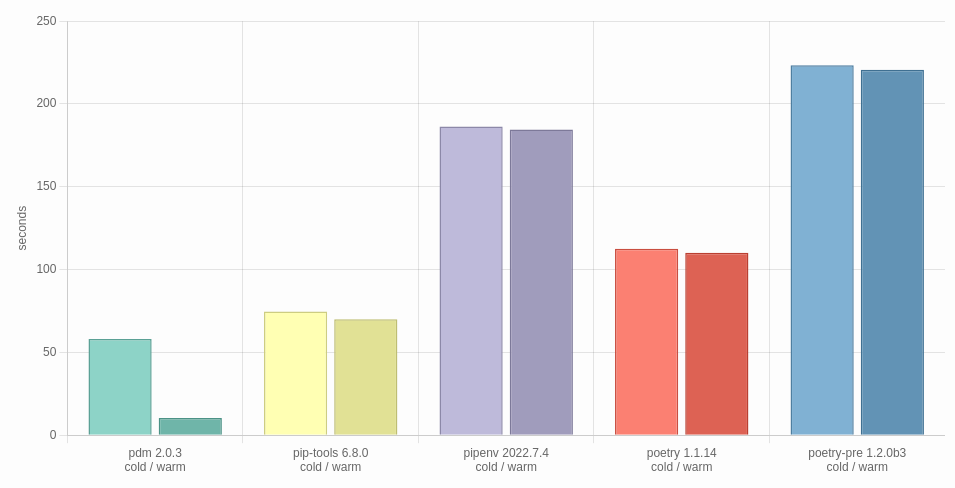 250
200
150
100
50
0
seconds
pdm 2.0.3
cold / warm
pip-tools 6.8.0
cold / warm
pipenv 2022.7.4
cold / warm
poetry 1.1.14
cold / warm
poetry-pre 1.2.0b3
cold / warm